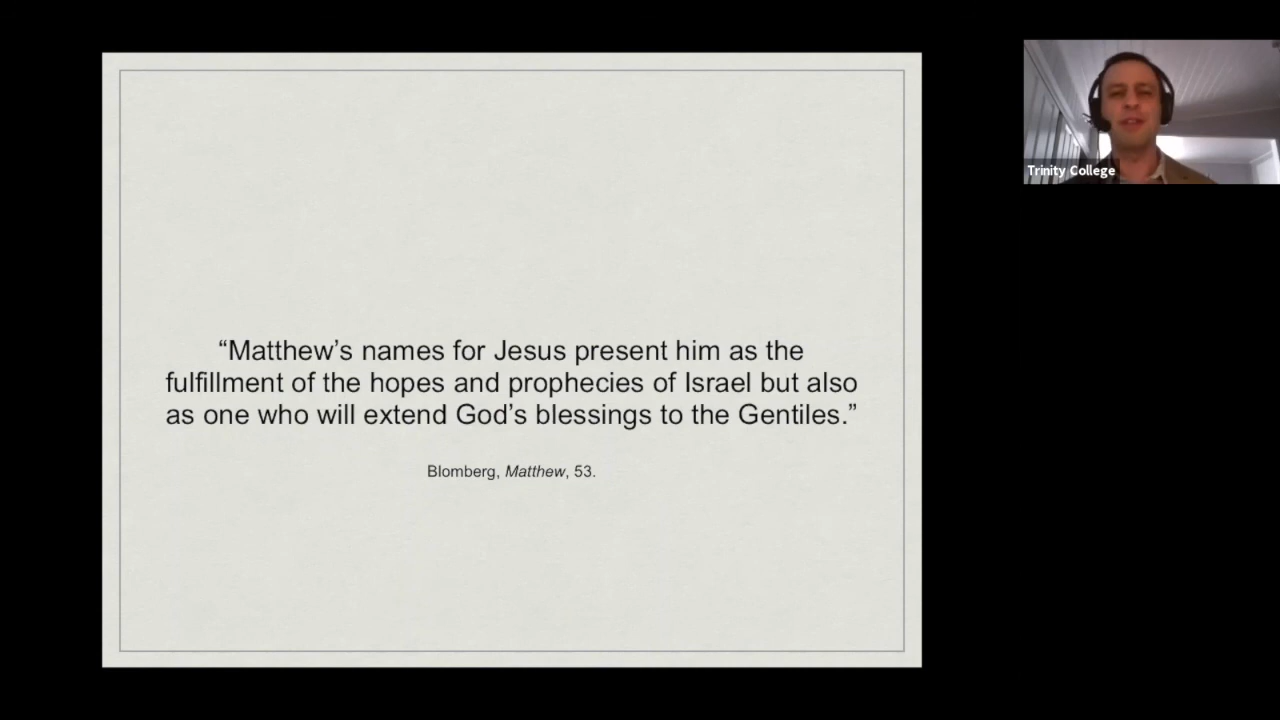 “Matthew’s names for Jesus present him as the
fulfillment of the hopes and prophecies of Israel but also
as one who will extend God’s blessings to the Gentiles.”
Blomberg, Matthew, 53.
Trinity College